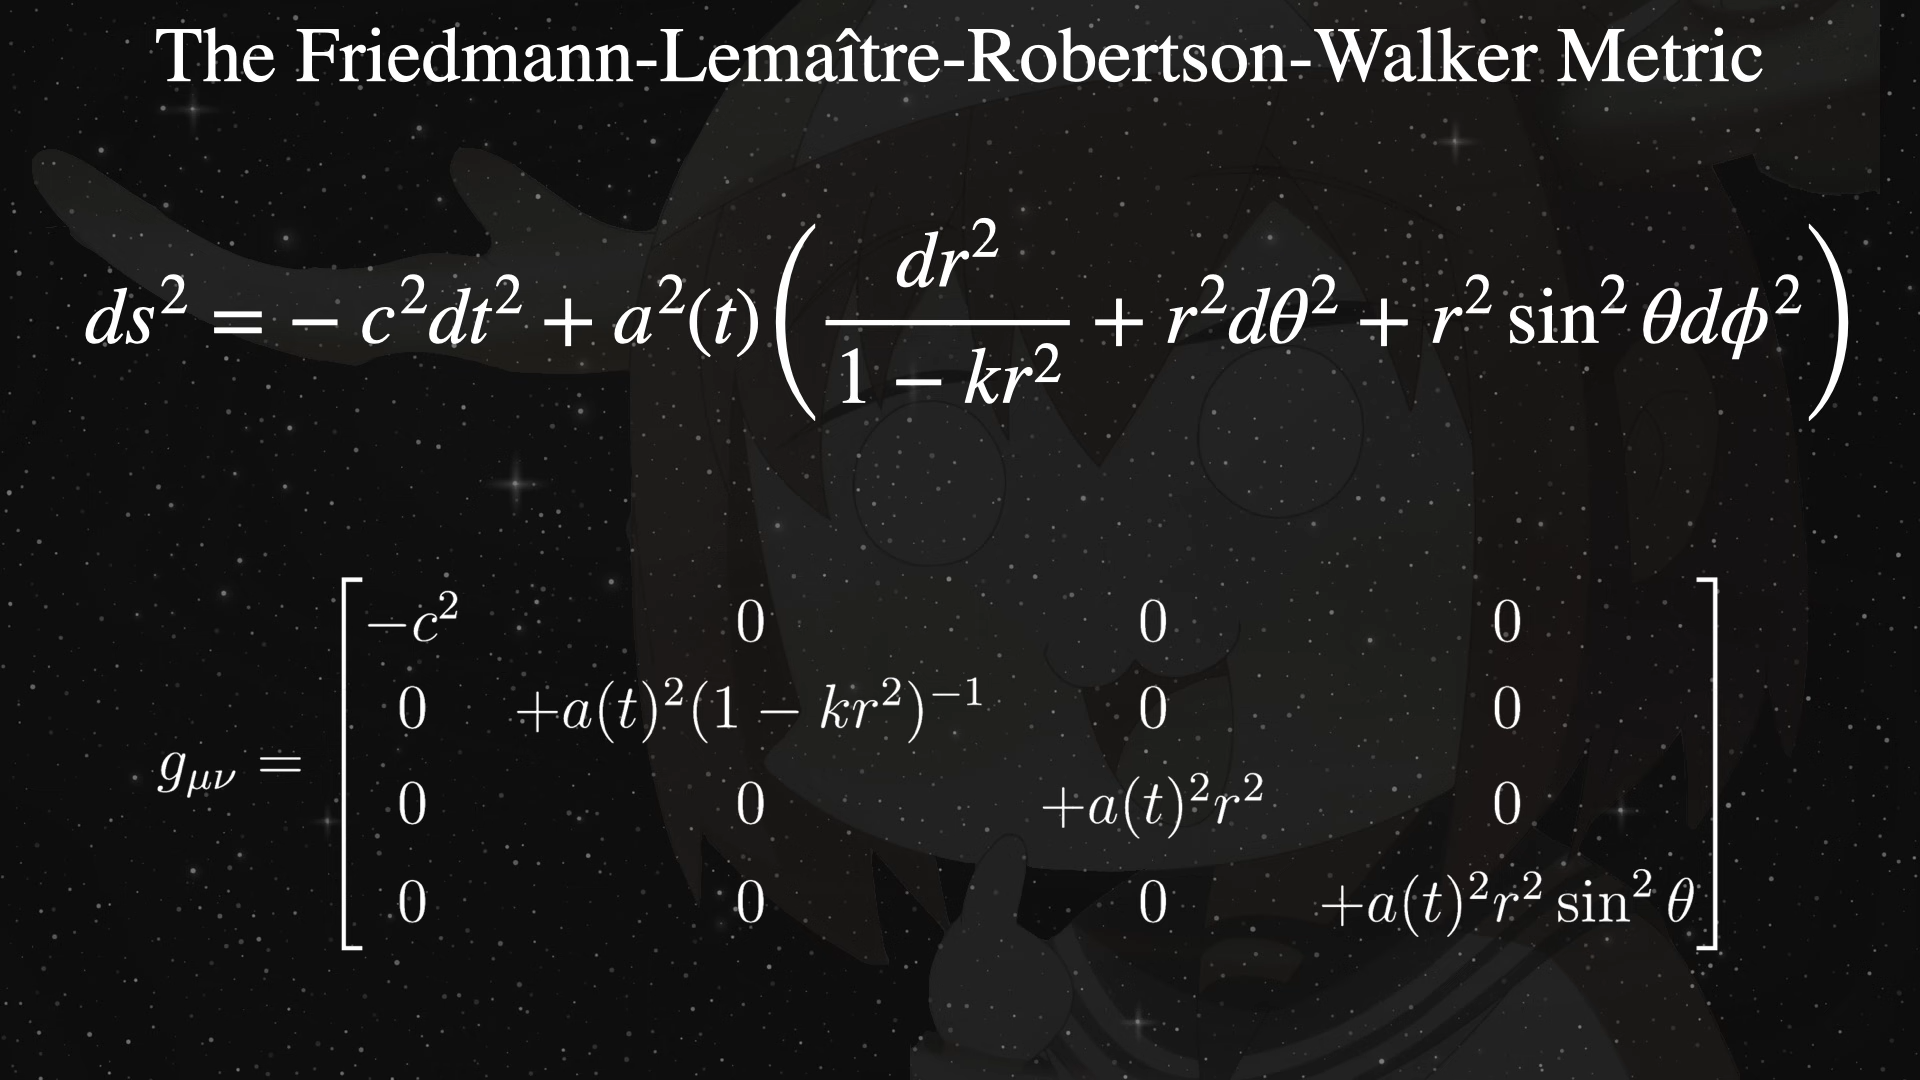 The Friedmann-Lemaître-Robertson-Walker Metric
ds² = − c²dt² + a²(t)( dr² / 1 − kr² + r²dθ² + r² sin² θdϕ² )
g_μν = [ −c² 0 0 0
0 +a(t)²(1 − kr²)⁻¹ 0 0
0 0 +a(t)²r² 0
0 0 0 +a(t)²r² sin² θ ]